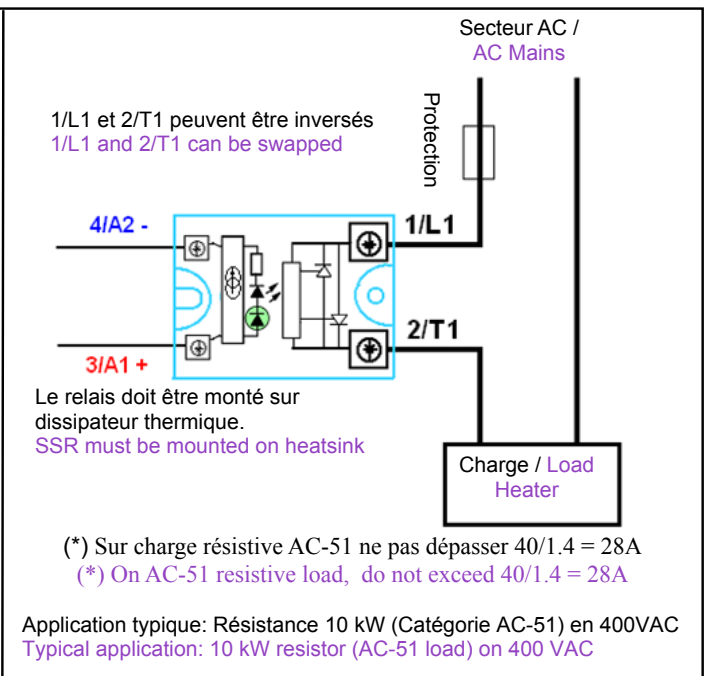 Secteur AC /
AC Mains
Protection
1/L1 et 2/T1 peuvent être inversés
1/L1 and 2/T1 can be swapped
4/A2 -
1/L1
2/T1
3/A1 +
Le relais doit être monté sur
dissipateur thermique.
SSR must be mounted on heatsink
Charge / Load
Heater
(*) Sur charge résistive AC-51 ne pas dépasser 40/1.4 = 28A
(*) On AC-51 resistive load, do not exceed 40/1.4 = 28A
Application typique: Résistance 10 kW (Catégorie AC-51) en 400VAC
Typical application: 10 kW resistor (AC-51 load) on 400 VAC